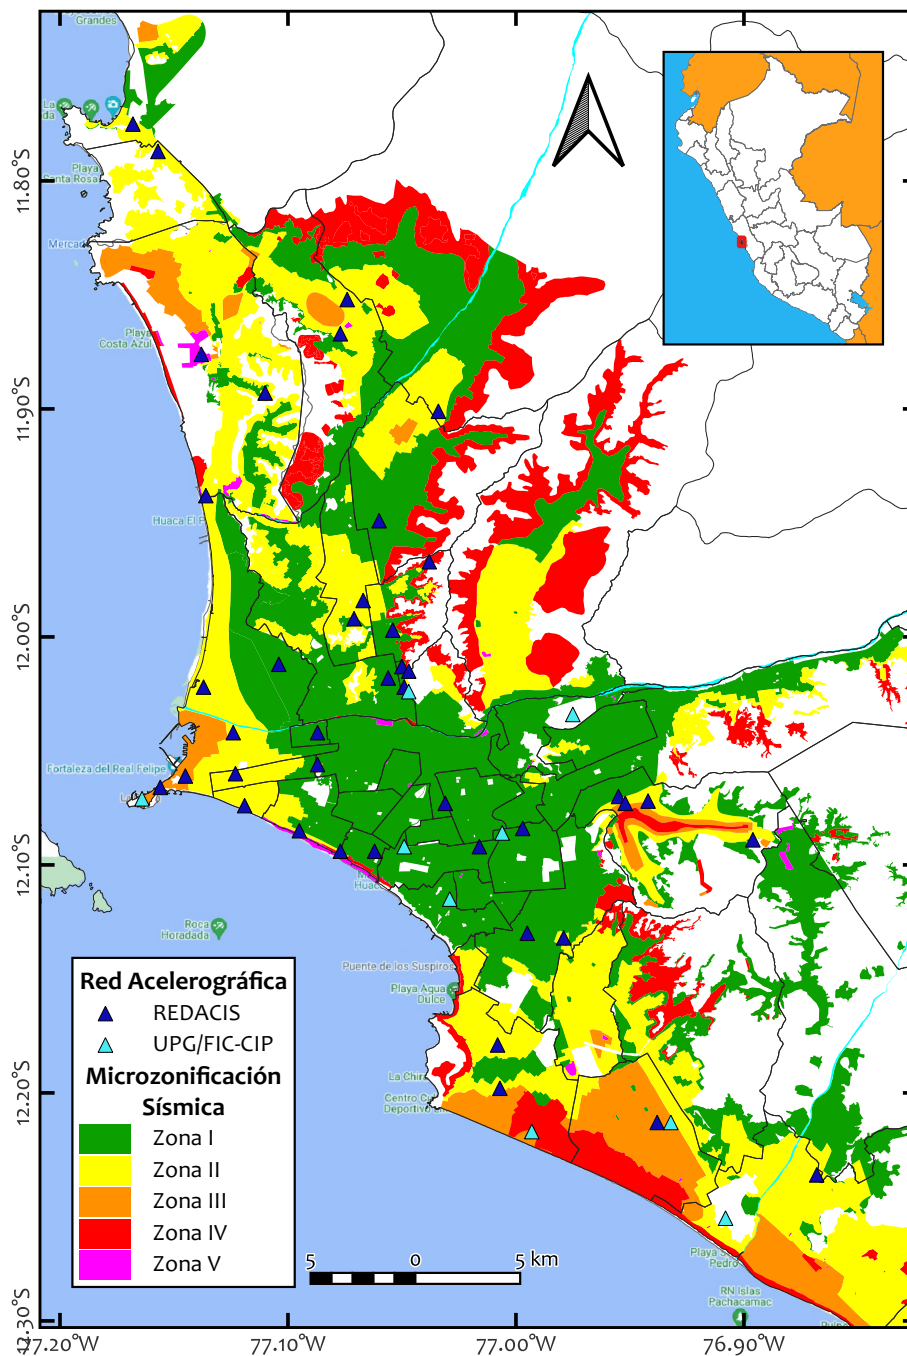 Grandes
La
da
Playa
Santa Rosa
Mercad
Playa
Costa Azul
Huaca El P
Fortaleza del Real Felipe
Huaca
Roca
Horadada
Puente de los Suspiros
Playa Agua
Dulce
La Chira
Centro Cu
Deportivo
Playa S
Pedro
RN Islas
Pachacamac
11.80°S
11.90°S
12.00°S
12.10°S
12.20°S
12.30°S
77.20°W
77.10°W
77.00°W
76.90°W
Red Acelerográfica
REDACIS
UPG/FIC-CIP
Microzonificación
Sísmica
Zona I
Zona II
Zona III
Zona IV
Zona V
5 0 5 km